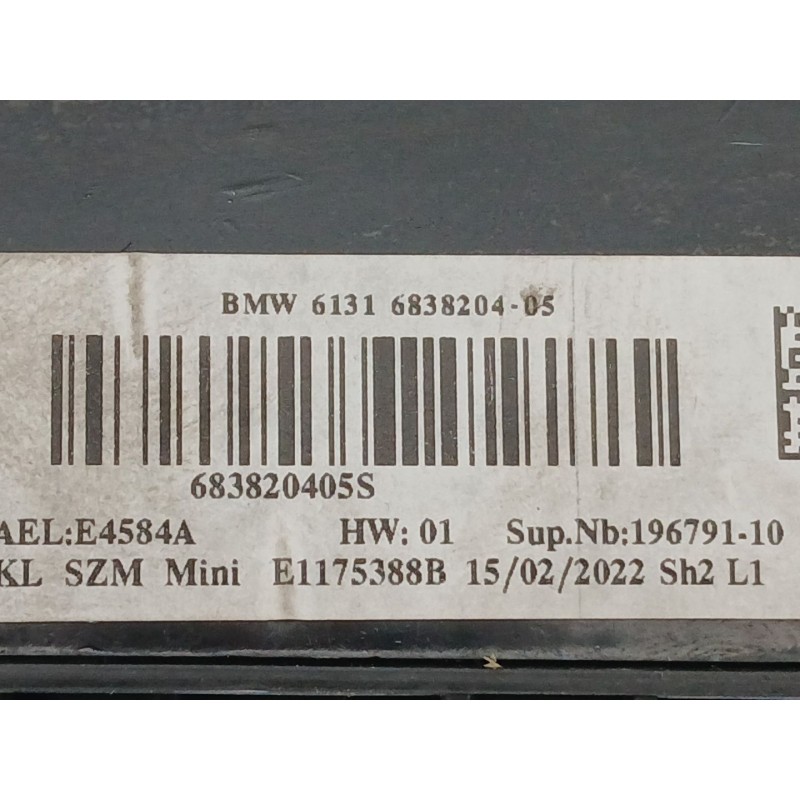 BMW 6131 6838204-05
683820405S
AEL:E4584A HW: 01 Sup.Nb:196791-10
KL SZM Mini E1175388B 15/02/2022 Sh2 L1